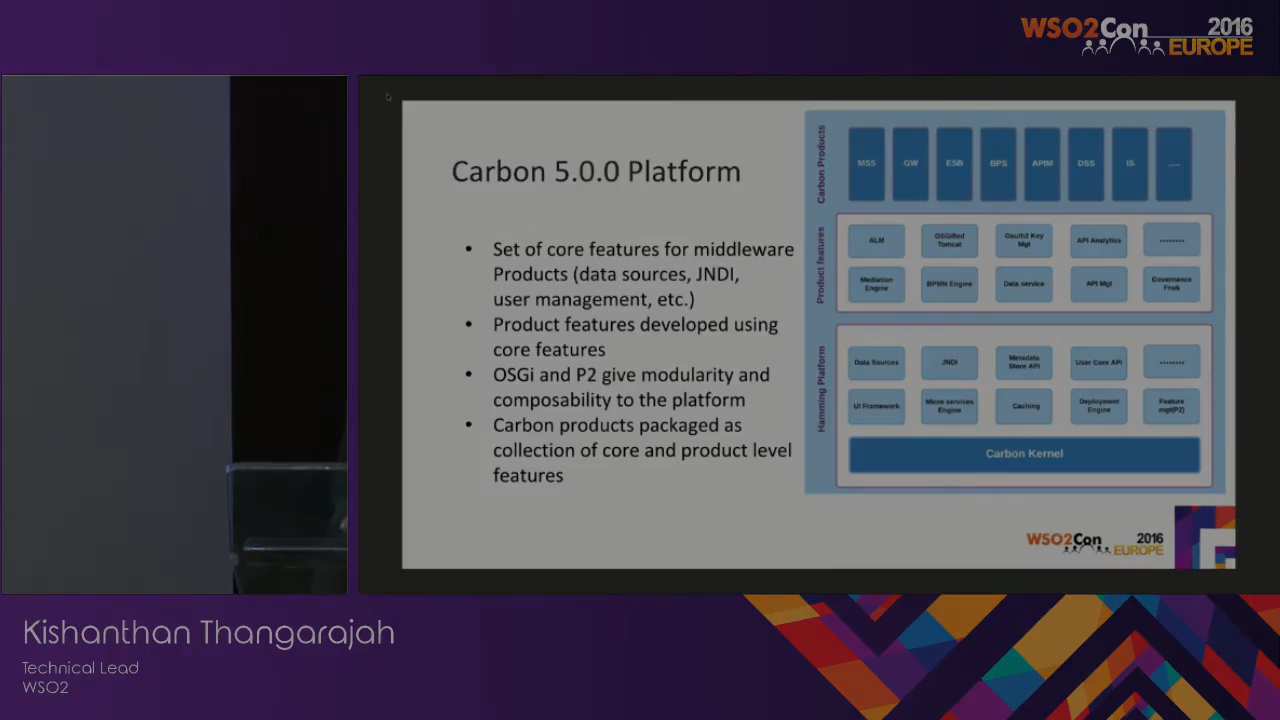 WSO2Con 2016
EUROPE
Carbon 5.0.0 Platform
• Set of core features for middleware
Products (data sources, JNDI,
user management, etc.)
• Product features developed using
core features
• OSGi and P2 give modularity and
composability to the platform
• Carbon products packaged as
collection of core and product level
features
Carbon Products
MSS
GW
ESB
BPS
APIM
DSS
IS
.....
Product features
ALM
OSGified
Tomcat
Oauth2 Key
Mgt
API Analytics
........
Mediation
Engine
BPMN Engine
Data service
API Mgt
Governance
Hamming Platform
Data Sources
JNDI
Metadata
Store API
User Core API
........
UI Framework
Micro services
Engine
Caching
Deployment
Engine
Feature
mgt(P2)
Carbon Kernel
WSO2Con 2016
EUROPE
Kishanthan Thangarajah
Technical Lead
WSO2